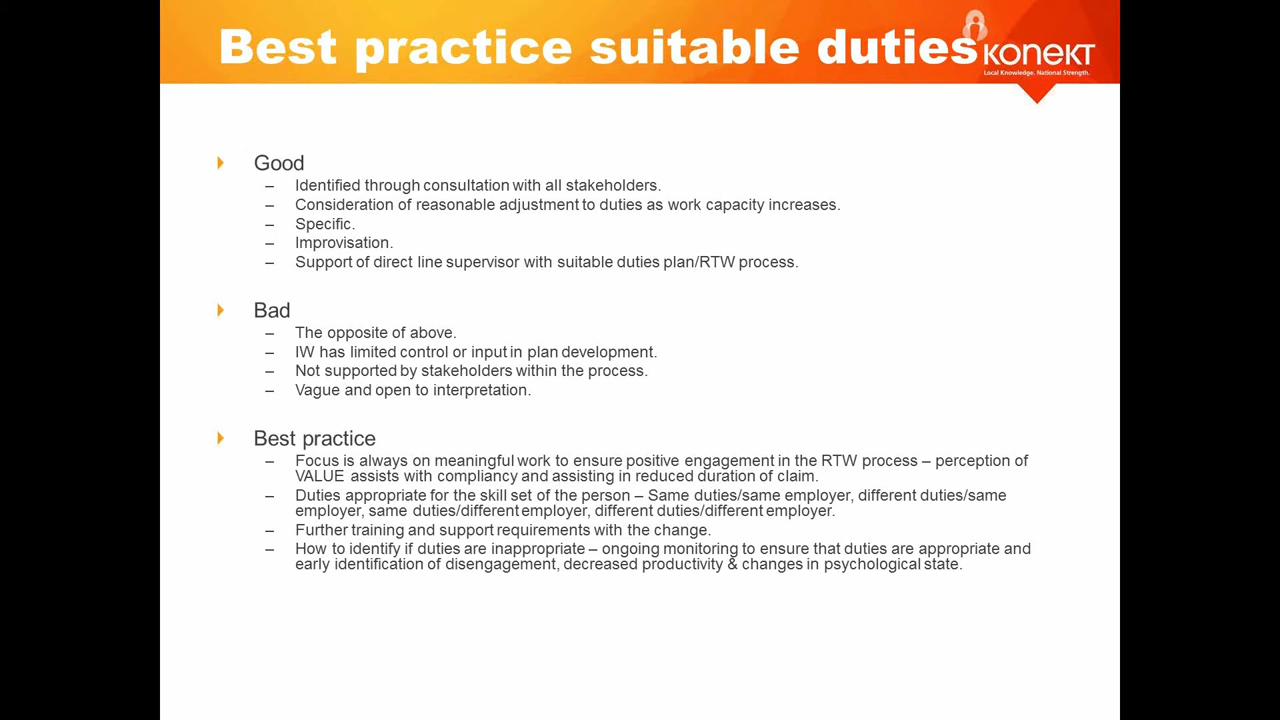 Best practice suitable duties
KONEKT
Local Knowledge. National Strength.
Good
– Identified through consultation with all stakeholders.
– Consideration of reasonable adjustment to duties as work capacity increases.
– Specific.
– Improvisation.
– Support of direct line supervisor with suitable duties plan/RTW process.
Bad
– The opposite of above.
– IW has limited control or input in plan development.
– Not supported by stakeholders within the process.
– Vague and open to interpretation.
Best practice
– Focus is always on meaningful work to ensure positive engagement in the RTW process – perception of
VALUE assists with compliancy and assisting in reduced duration of claim.
– Duties appropriate for the skill set of the person – Same duties/same employer, different duties/same
employer, same duties/different employer, different duties/different employer.
– Further training and support requirements with the change.
– How to identify if duties are inappropriate – ongoing monitoring to ensure that duties are appropriate and
early identification of disengagement, decreased productivity & changes in psychological state.